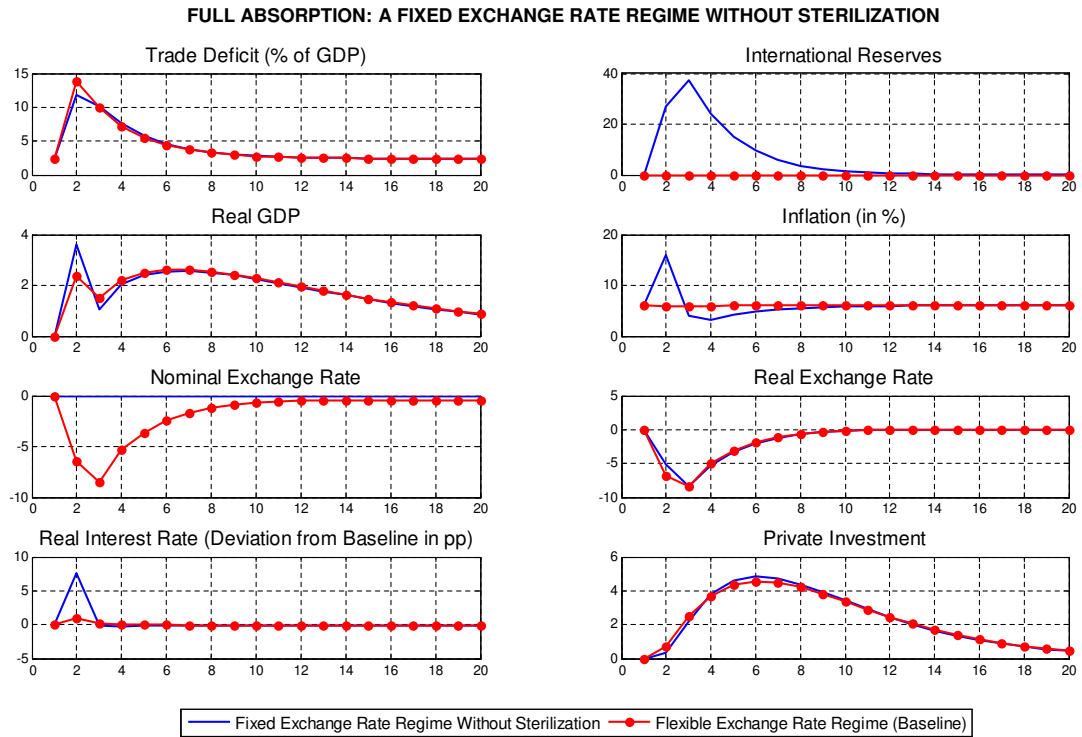 FULL ABSORPTION: A FIXED EXCHANGE RATE REGIME WITHOUT STERILIZATION
Trade Deficit (% of GDP)
15
10
5
0
0 2 4 6 8 10 12 14 16 18 20
International Reserves
40
20
0
0 2 4 6 8 10 12 14 16 18 20
Real GDP
4
2
0
0 2 4 6 8 10 12 14 16 18 20
Inflation (in %)
20
10
0
0 2 4 6 8 10 12 14 16 18 20
Nominal Exchange Rate
0
-5
-10
0 2 4 6 8 10 12 14 16 18 20
Real Exchange Rate
5
0
-5
-10
0 2 4 6 8 10 12 14 16 18 20
Real Interest Rate (Deviation from Baseline in pp)
10
5
0
-5
0 2 4 6 8 10 12 14 16 18 20
Private Investment
6
4
2
0
0 2 4 6 8 10 12 14 16 18 20
Fixed Exchange Rate Regime Without Sterilization Flexible Exchange Rate Regime (Baseline)